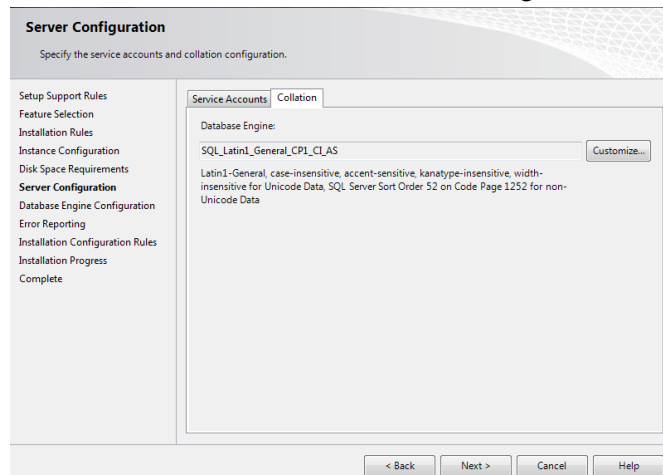 Server Configuration
Specify the service accounts and collation configuration.
Setup Support Rules
Feature Selection
Installation Rules
Instance Configuration
Disk Space Requirements
Server Configuration
Database Engine Configuration
Error Reporting
Installation Configuration Rules
Installation Progress
Complete
Service Accounts Collation
Database Engine:
SQL_Latin1_General_CP1_CI_AS Customize...
Latin1-General, case-insensitive, accent-sensitive, kanatype-insensitive, width-
insensitive for Unicode Data, SQL Server Sort Order 52 on Code Page 1252 for non-
Unicode Data
< Back Next > Cancel Help